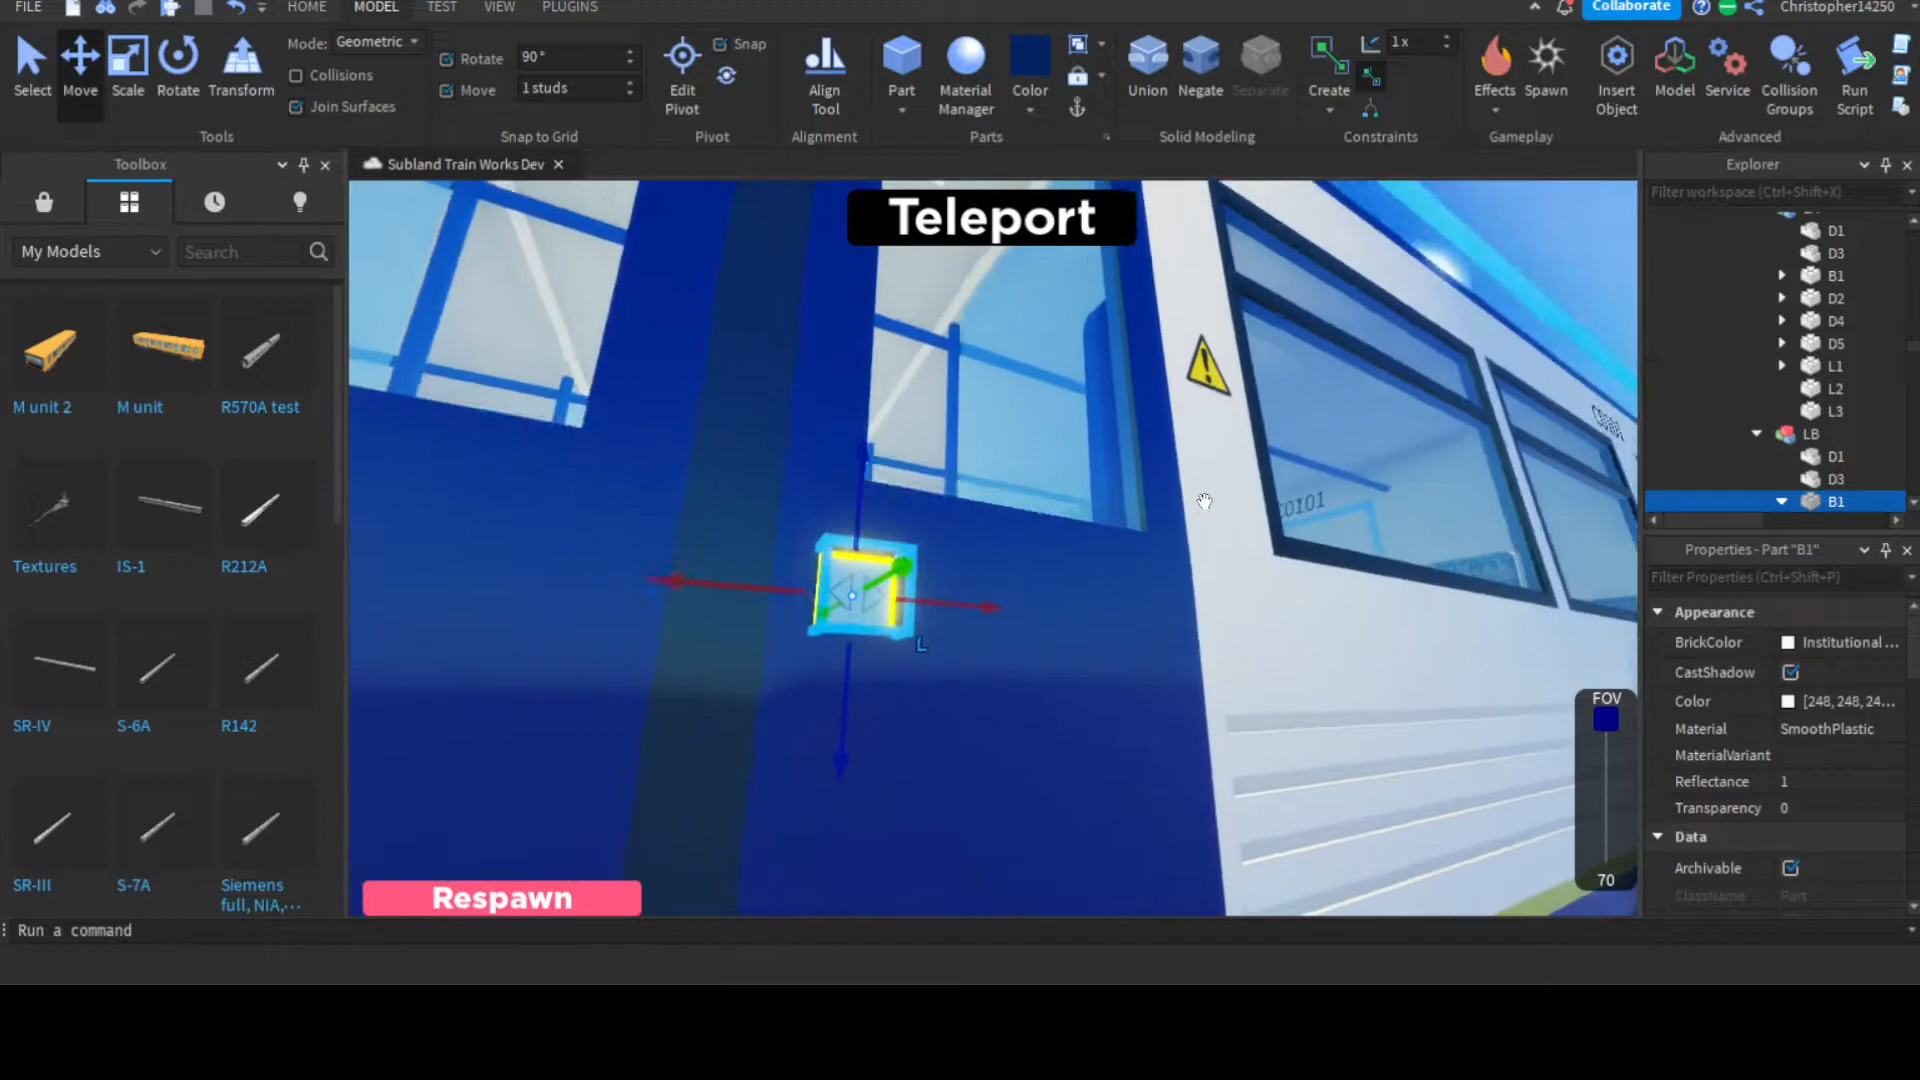 FILE HOME MODEL TEST VIEW PLUGINS Collaborate Christopher14250
Select Move Scale Rotate Transform
Mode: Geometric
Collisions
Join Surfaces
Tools
Rotate 90°
Move 1 studs
Snap to Grid
Edit Pivot
Snap
Pivot
Align Tool
Alignment
Part Material Manager Color
Parts
Union Negate Separate
Solid Modeling
Create 1x
Constraints
Effects Spawn
Gameplay
Insert Object Model Service Collision Groups Run Script
Advanced
Toolbox
My Models Search
M unit 2 M unit R570A test
Textures IS-1 R212A
SR-IV S-6A R142
SR-III S-7A Siemens
full, NIA,...
Subland Train Works Dev
Teleport
L
FOV
70
Respawn
Explorer
Filter workspace (Ctrl+Shift+X)
D1
D3
B1
D2
D4
D5
L1
L2
L3
LB
D1
D3
B1
Properties - Part "B1"
Filter Properties (Ctrl+Shift+P)
Appearance
BrickColor Institutional ...
CastShadow
Color [248, 248, 24...
Material SmoothPlastic
MaterialVariant
Reflectance 1
Transparency 0
Data
Archivable
ClassName Part
Run a command